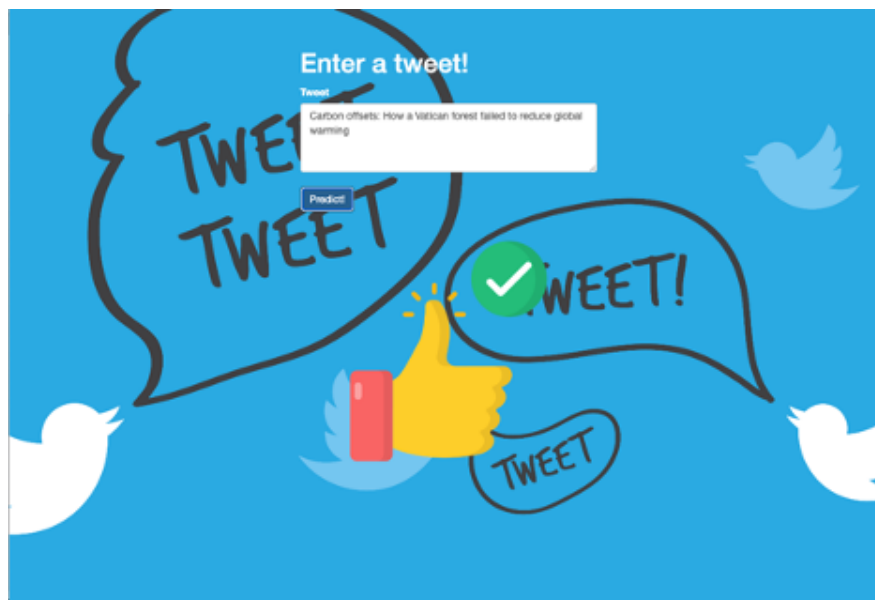 Enter a tweet!
Tweet
Carbon offsets: How a Vatican forest failed to reduce global
warming
Predict!
TWEET
TWEET
TWEET!
TWEET